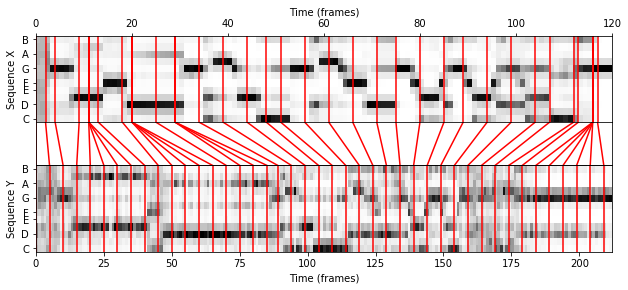 Time (frames)
0 20 40 60 80 100 120
Sequence X
B
A
G
F
E
D
C
Sequence Y
B
A
G
F
E
D
C
0 25 50 75 100 125 150 175 200
Time (frames)